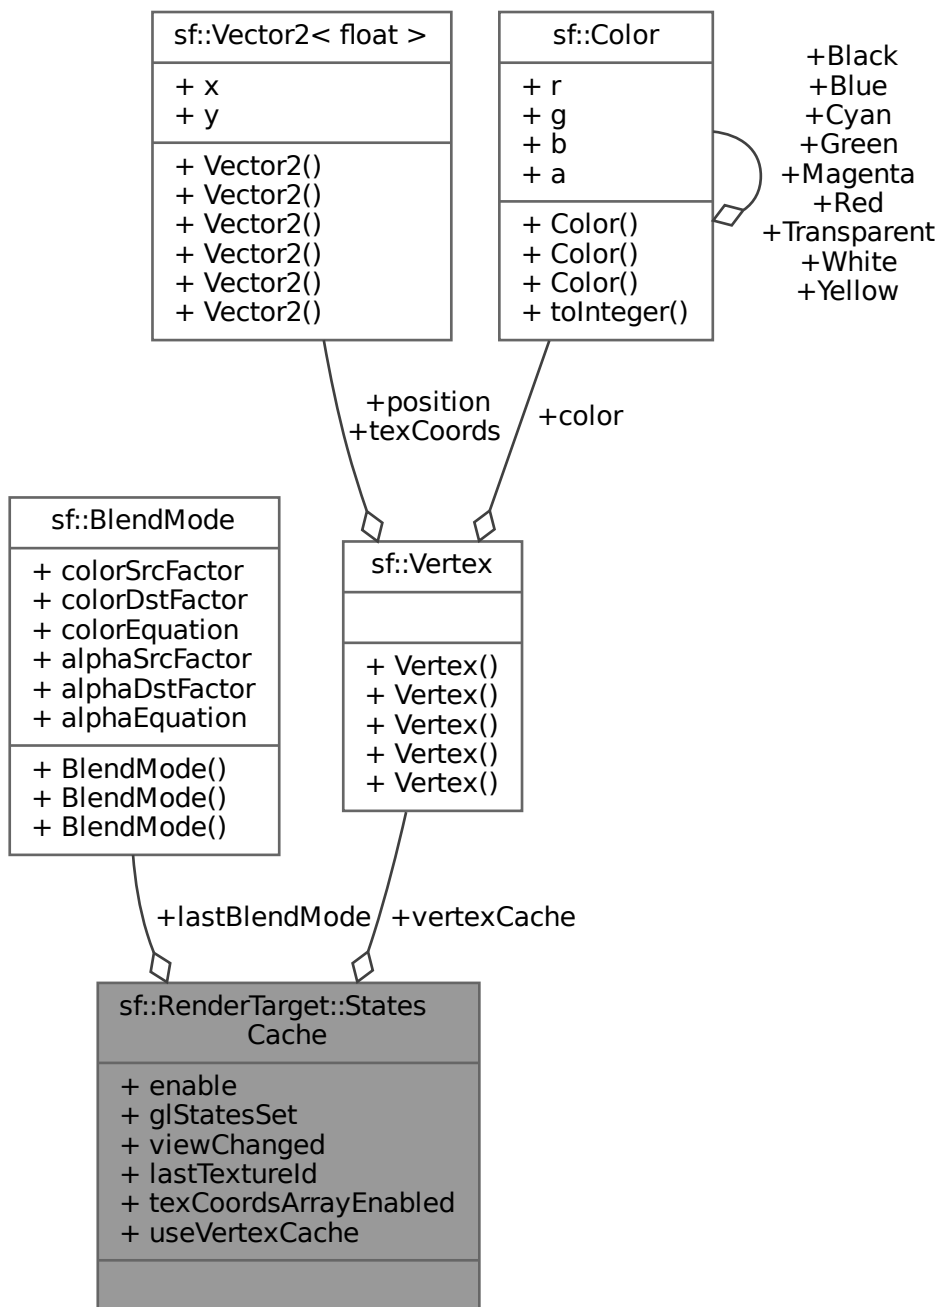 sf::Vector2< float >
+ x
+ y
+ Vector2()
+ Vector2()
+ Vector2()
+ Vector2()
+ Vector2()
+ Vector2()
sf::Color
+ r
+ g
+ b
+ a
+ Color()
+ Color()
+ Color()
+ toInteger()
+Black
+Blue
+Cyan
+Green
+Magenta
+Red
+Transparent
+White
+Yellow
+position
+texCoords
+color
sf::BlendMode
+ colorSrcFactor
+ colorDstFactor
+ colorEquation
+ alphaSrcFactor
+ alphaDstFactor
+ alphaEquation
+ BlendMode()
+ BlendMode()
+ BlendMode()
sf::Vertex
+ Vertex()
+ Vertex()
+ Vertex()
+ Vertex()
+ Vertex()
+lastBlendMode
+vertexCache
sf::RenderTarget::States
Cache
+ enable
+ glStatesSet
+ viewChanged
+ lastTextureId
+ texCoordsArrayEnabled
+ useVertexCache